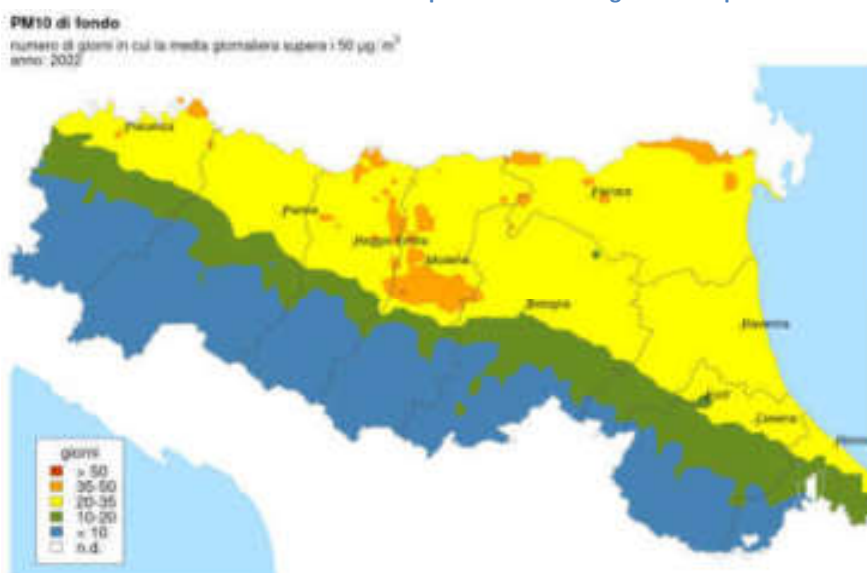 PM10 di fondo
numero di giorni in cui la media giornaliera supera i 50 µg/m³
anno: 2022
Piacenza
Parma
Reggio Emilia
Modena
Ferrara
Bologna
Ravenna
Forlì
Cesena
giorni
> 50
35-50
20-35
10-20
< 10
n.d.